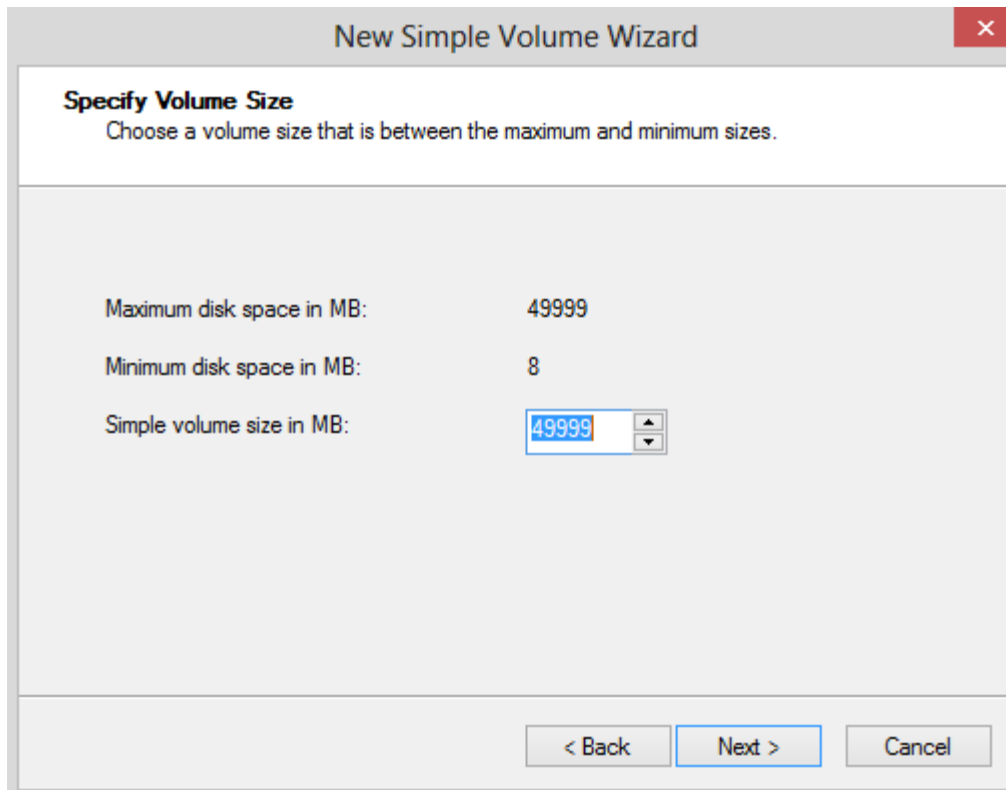 New Simple Volume Wizard
Specify Volume Size
Choose a volume size that is between the maximum and minimum sizes.
Maximum disk space in MB: 49999
Minimum disk space in MB: 8
Simple volume size in MB: 49999
< Back Next > Cancel